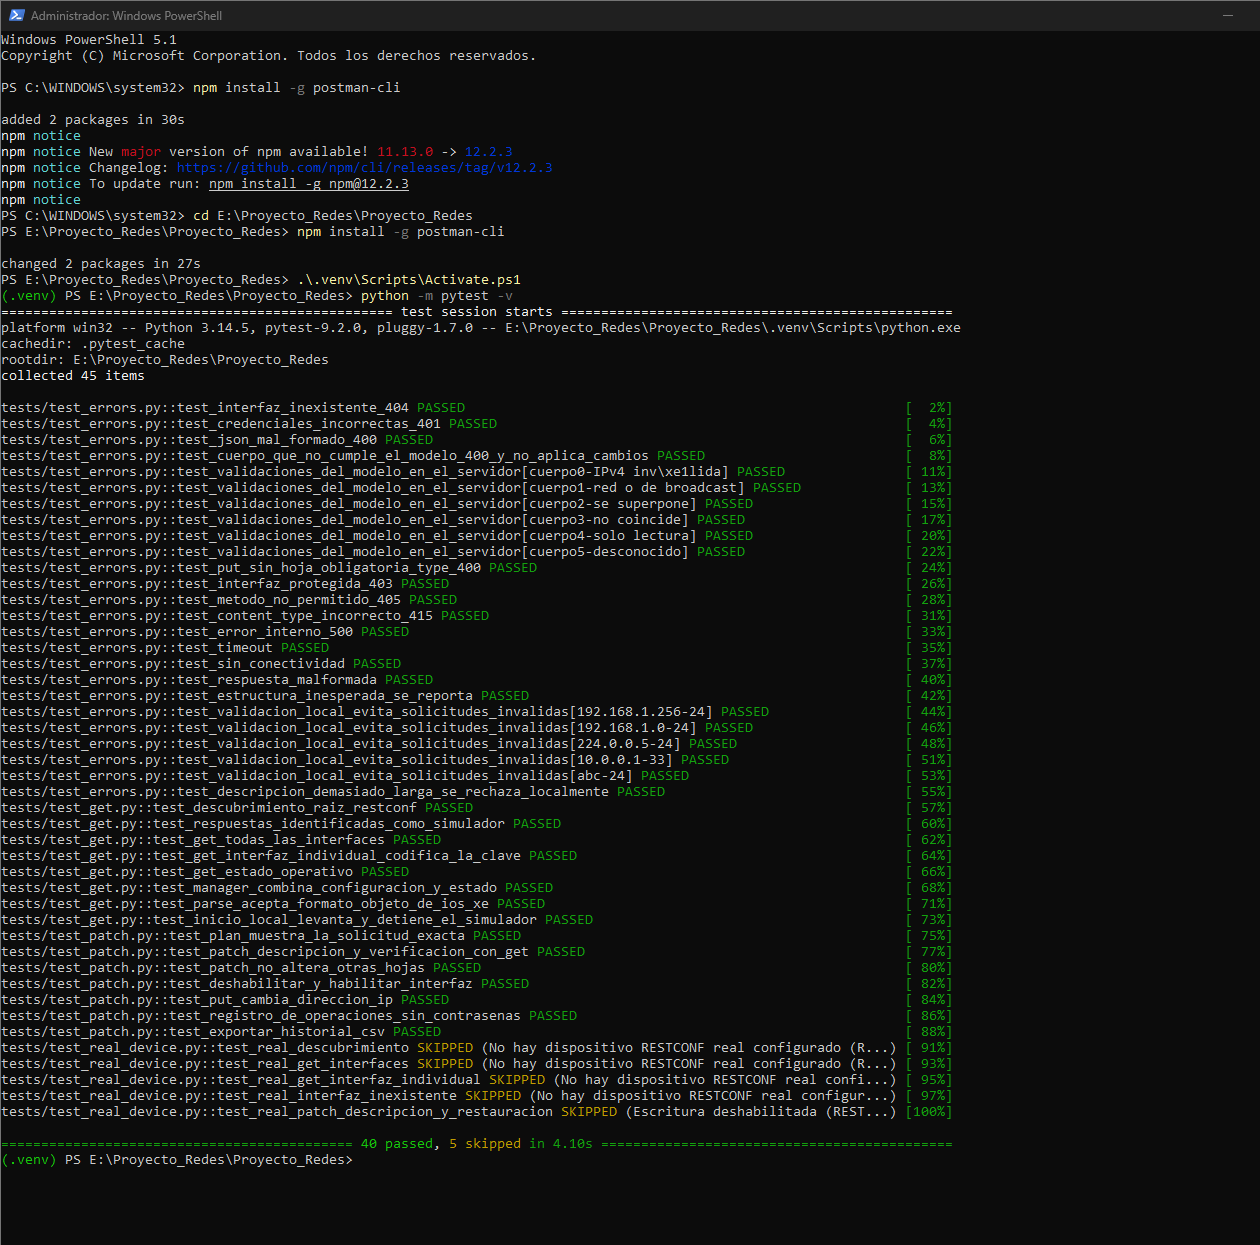 Administrador: Windows PowerShell
Windows PowerShell 5.1
Copyright (C) Microsoft Corporation. Todos los derechos reservados.
PS C:\WINDOWS\system32> npm install -g postman-cli
added 2 packages in 30s
npm notice
npm notice New major version of npm available! 11.13.0 -> 12.2.3
npm notice Changelog: https://github.com/npm/cli/releases/tag/v12.2.3
npm notice To update run: npm install -g npm@12.2.3
npm notice
PS C:\WINDOWS\system32> cd E:\Proyecto_Redes\Proyecto_Redes
PS E:\Proyecto_Redes\Proyecto_Redes> npm install -g postman-cli
changed 2 packages in 27s
PS E:\Proyecto_Redes\Proyecto_Redes> .\.venv\Scripts\Activate.ps1
(.venv) PS E:\Proyecto_Redes\Proyecto_Redes> python -m pytest -v
================================================= test session starts =================================================
platform win32 -- Python 3.14.5, pytest-9.2.0, pluggy-1.7.0 -- E:\Proyecto_Redes\Proyecto_Redes\.venv\Scripts\python.exe
cachedir: .pytest_cache
rootdir: E:\Proyecto_Redes\Proyecto_Redes
collected 45 items
tests/test_errors.py::test_interfaz_inexistente_404 PASSED [  2%]
tests/test_errors.py::test_credenciales_incorrectas_401 PASSED [  4%]
tests/test_errors.py::test_json_mal_formado_400 PASSED [  6%]
tests/test_errors.py::test_cuerpo_que_no_cumple_el_modelo_400_y_no_aplica_cambios PASSED [  8%]
tests/test_errors.py::test_validaciones_del_modelo_en_el_servidor[cuerpo0-IPv4 inv\xe1lida] PASSED [ 11%]
tests/test_errors.py::test_validaciones_del_modelo_en_el_servidor[cuerpo1-red o de broadcast] PASSED [ 13%]
tests/test_errors.py::test_validaciones_del_modelo_en_el_servidor[cuerpo2-se superpone] PASSED [ 15%]
tests/test_errors.py::test_validaciones_del_modelo_en_el_servidor[cuerpo3-no coincide] PASSED [ 17%]
tests/test_errors.py::test_validaciones_del_modelo_en_el_servidor[cuerpo4-solo lectura] PASSED [ 20%]
tests/test_errors.py::test_validaciones_del_modelo_en_el_servidor[cuerpo5-desconocido] PASSED [ 22%]
tests/test_errors.py::test_put_sin_hoja_obligatoria_type_400 PASSED [ 24%]
tests/test_errors.py::test_interfaz_protegida_403 PASSED [ 26%]
tests/test_errors.py::test_metodo_no_permitido_405 PASSED [ 28%]
tests/test_errors.py::test_content_type_incorrecto_415 PASSED [ 31%]
tests/test_errors.py::test_error_interno_500 PASSED [ 33%]
tests/test_errors.py::test_timeout PASSED [ 35%]
tests/test_errors.py::test_sin_conectividad PASSED [ 37%]
tests/test_errors.py::test_respuesta_malformada PASSED [ 40%]
tests/test_errors.py::test_estructura_inesperada_se_reporta PASSED [ 42%]
tests/test_errors.py::test_validacion_local_evita_solicitudes_invalidas[192.168.1.256-24] PASSED [ 44%]
tests/test_errors.py::test_validacion_local_evita_solicitudes_invalidas[192.168.1.0-24] PASSED [ 46%]
tests/test_errors.py::test_validacion_local_evita_solicitudes_invalidas[224.0.0.5-24] PASSED [ 48%]
tests/test_errors.py::test_validacion_local_evita_solicitudes_invalidas[10.0.0.1-33] PASSED [ 51%]
tests/test_errors.py::test_validacion_local_evita_solicitudes_invalidas[abc-24] PASSED [ 53%]
tests/test_errors.py::test_descripcion_demasiado_larga_se_rechaza_localmente PASSED [ 55%]
tests/test_get.py::test_descubrimiento_raiz_restconf PASSED [ 57%]
tests/test_get.py::test_respuestas_identificadas_como_simulador PASSED [ 60%]
tests/test_get.py::test_get_todas_las_interfaces PASSED [ 62%]
tests/test_get.py::test_get_interfaz_individual_codifica_la_clave PASSED [ 64%]
tests/test_get.py::test_get_estado_operativo PASSED [ 66%]
tests/test_get.py::test_manager_combina_configuracion_y_estado PASSED [ 68%]
tests/test_get.py::test_parse_acepta_formato_objeto_de_ios_xe PASSED [ 71%]
tests/test_get.py::test_inicio_local_levanta_y_detiene_el_simulador PASSED [ 73%]
tests/test_patch.py::test_plan_muestra_la_solicitud_exacta PASSED [ 75%]
tests/test_patch.py::test_patch_descripcion_y_verificacion_con_get PASSED [ 77%]
tests/test_patch.py::test_patch_no_altera_otras_hojas PASSED [ 80%]
tests/test_patch.py::test_deshabilitar_y_habilitar_interfaz PASSED [ 82%]
tests/test_patch.py::test_put_cambia_direccion_ip PASSED [ 84%]
tests/test_patch.py::test_registro_de_operaciones_sin_contrasenas PASSED [ 86%]
tests/test_patch.py::test_exportar_historial_csv PASSED [ 88%]
tests/test_real_device.py::test_real_descubrimiento SKIPPED (No hay dispositivo RESTCONF real configurado (R...) [ 91%]
tests/test_real_device.py::test_real_get_interfaces SKIPPED (No hay dispositivo RESTCONF real configurado (R...) [ 93%]
tests/test_real_device.py::test_real_get_interfaz_individual SKIPPED (No hay dispositivo RESTCONF real confi...) [ 95%]
tests/test_real_device.py::test_real_interfaz_inexistente SKIPPED (No hay dispositivo RESTCONF real configur...) [ 97%]
tests/test_real_device.py::test_real_patch_descripcion_y_restauracion SKIPPED (Escritura deshabilitada (REST...) [100%]
============================================ 40 passed, 5 skipped in 4.10s ============================================
(.venv) PS E:\Proyecto_Redes\Proyecto_Redes>